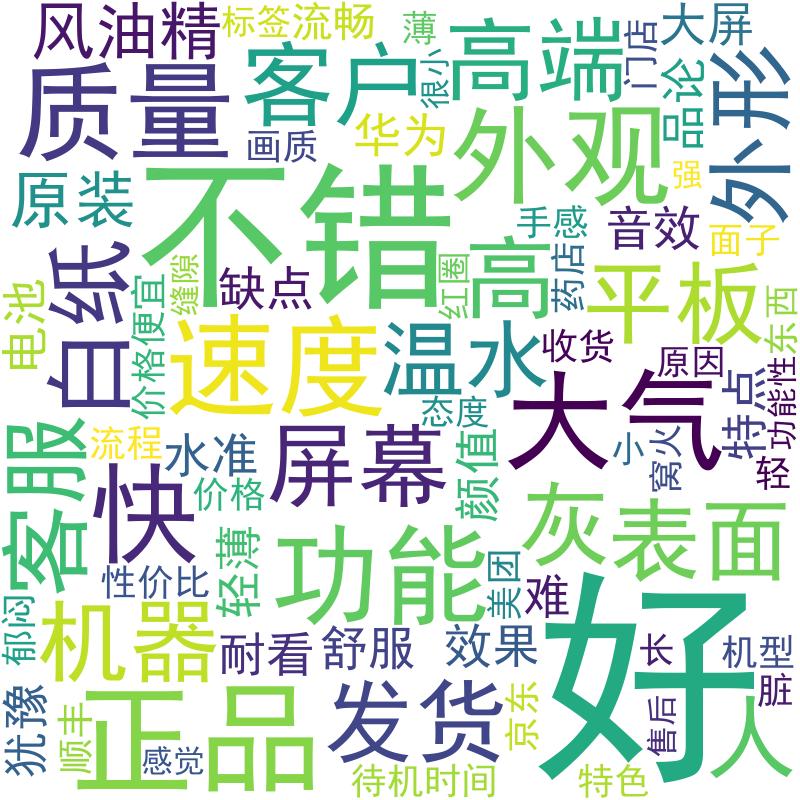 风油精
标签
流畅
薄
大屏
门店
质量
客户
很小
高端
品论
外形
画质
华为
外观
强
原装
不错
手感
音效
面子
白纸
缝隙
缺点
红圈
高
药店
平板
东西
电池
价格便宜
速度
温水
收货
原因
功能性
特点
大气
态度
流程
水准
屏幕
颜值
小
窝火
轻
客服
快
价格
灰
表面
轻薄
功能
性价比
美团
难
好
郁闷
机器
耐看
舒服
效果
长
机型
脏
犹豫
顺丰
正品
感觉
发货
京东
售后
人
待机时间
特色